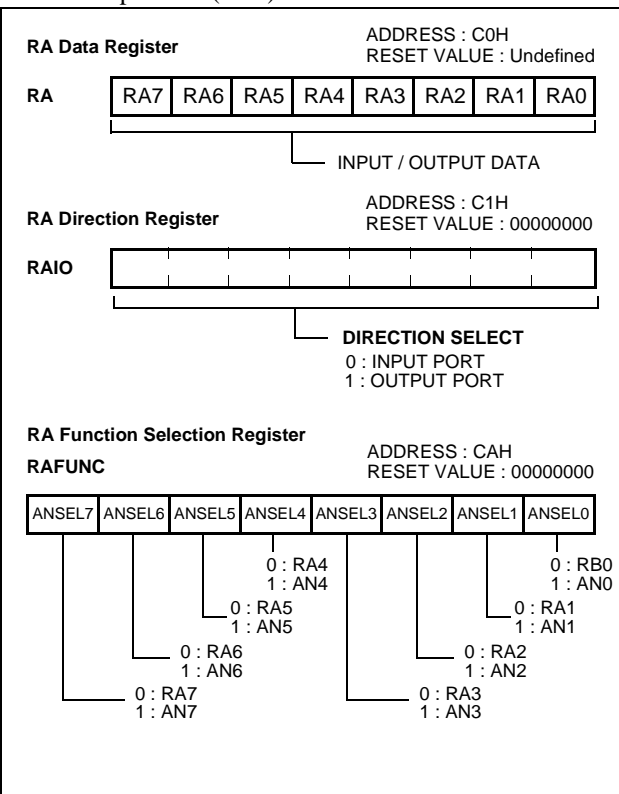 RA Data Register
ADDRESS : C0H
RESET VALUE : Undefined
RA
RA7 RA6 RA5 RA4 RA3 RA2 RA1 RA0
INPUT / OUTPUT DATA
RA Direction Register
ADDRESS : C1H
RESET VALUE : 00000000
RAIO
DIRECTION SELECT
0 : INPUT PORT
1 : OUTPUT PORT
RA Function Selection Register
RAFUNC
ADDRESS : CAH
RESET VALUE : 00000000
ANSEL7 ANSEL6 ANSEL5 ANSEL4 ANSEL3 ANSEL2 ANSEL1 ANSEL0
0 : RA4
1 : AN4
0 : RB0
1 : AN0
0 : RA5
1 : AN5
0 : RA1
1 : AN1
0 : RA6
1 : AN6
0 : RA2
1 : AN2
0 : RA7
1 : AN7
0 : RA3
1 : AN3